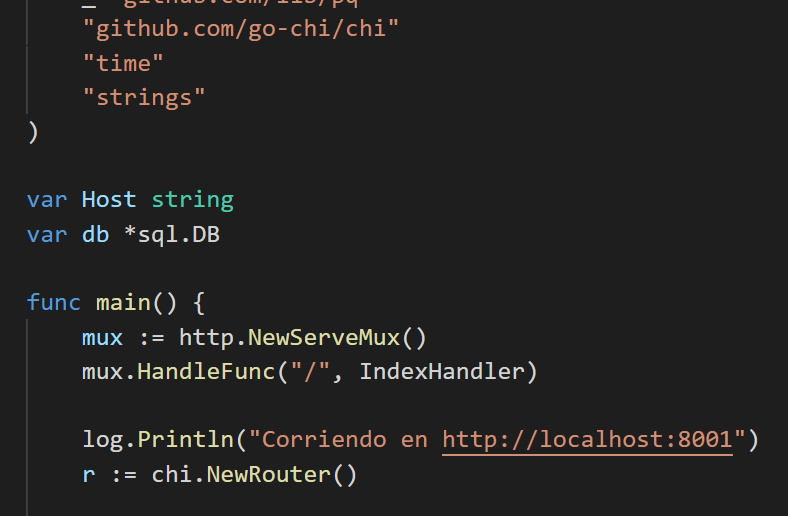 "github.com/go-chi/chi"
"time"
"strings"
)
var Host string
var db *sql.DB
func main() {
mux := http.NewServeMux()
mux.HandleFunc("/", IndexHandler)
log.Println("Corriendo en http://localhost:8001")
r := chi.NewRouter()